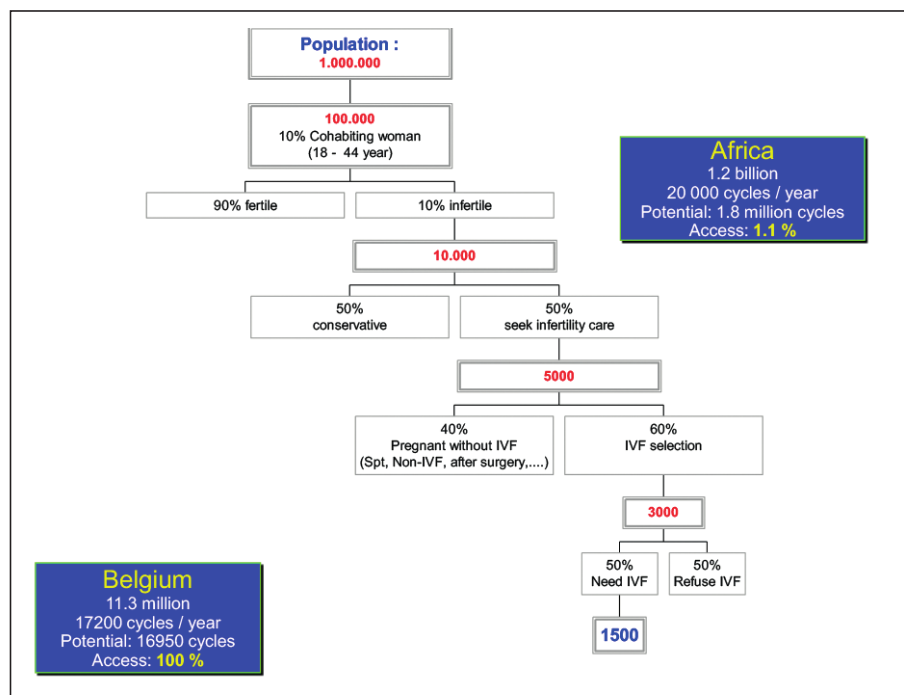 Population :
1.000.000
100.000
10% Cohabiting woman
(18 - 44 year)
90% fertile
10% infertile
10.000
50%
conservative
50%
seek infertility care
5000
40%
Pregnant without IVF
(Spt, Non-IVF, after surgery,....)
60%
IVF selection
3000
50%
Need IVF
50%
Refuse IVF
1500
Africa
1.2 billion
20 000 cycles / year
Potential: 1.8 million cycles
Access: 1.1 %
Belgium
11.3 million
17200 cycles / year
Potential: 16950 cycles
Access: 100 %